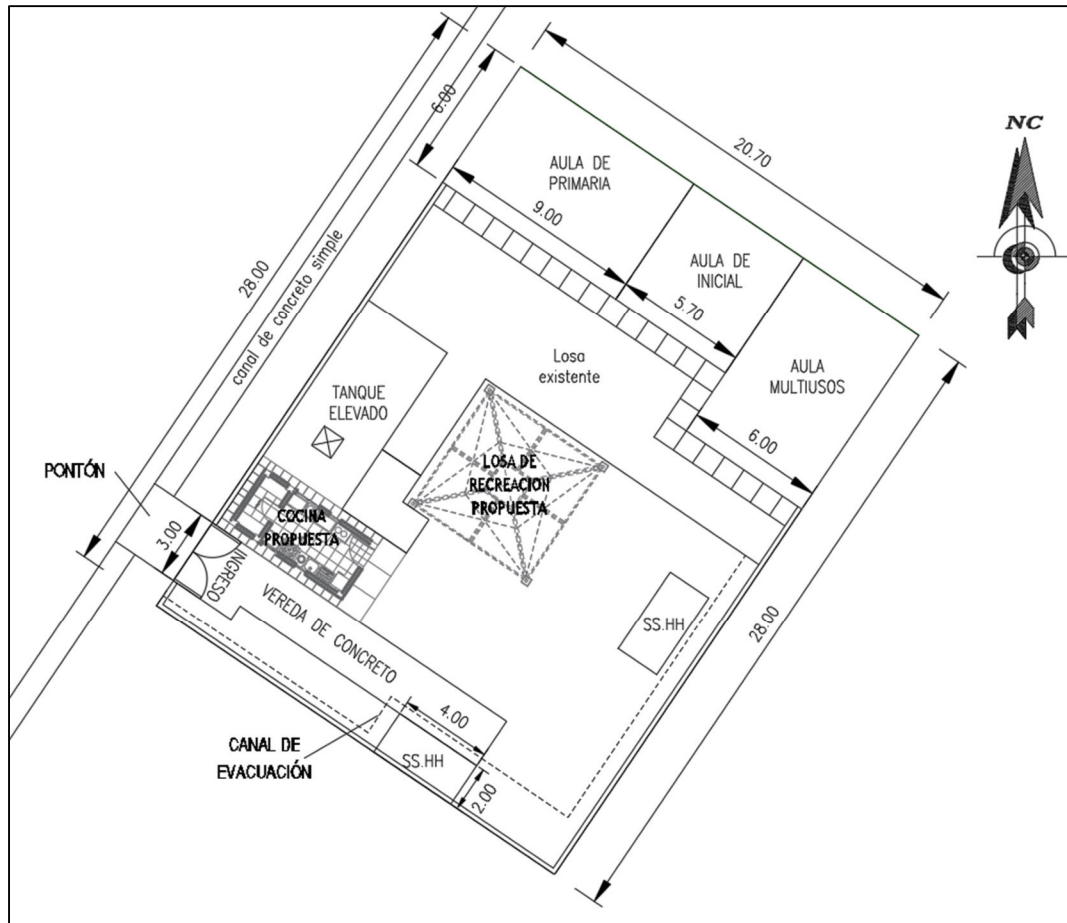 6.00
20.70
NC
AULA DE
PRIMARIA
9.00
28.00
canal de concreto simple
AULA DE
INICIAL
5.70
Losa
existente
AULA
MULTIUSOS
TANQUE
ELEVADO
6.00
LOSA DE
RECREACION
PROPUESTA
PONTÓN
COCINA
PROPUESTA
3.00
INGRESO
VEREDA DE CONCRETO
SS.HH
28.00
4.00
CANAL DE
EVACUACIÓN
SS.HH
2.00